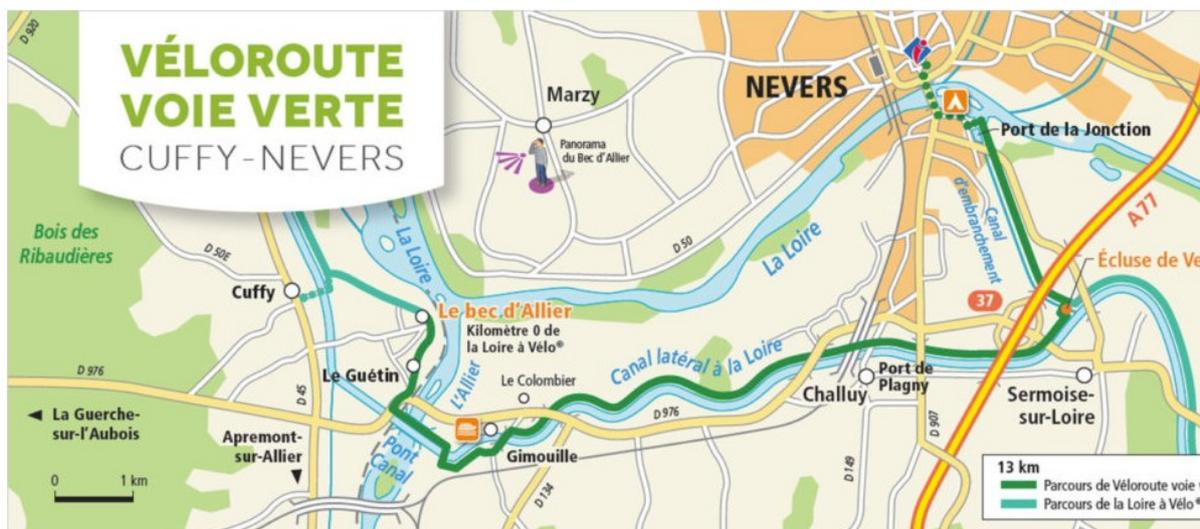 VÉLOROUTE
VOIE VERTE
CUFFY-NEVERS
D 920
Marzy
NEVERS
Panorama
du Bec d'Allier
Port de la Jonction
A 77
Canal
d'embranchement
Bois des
Ribaudières
D 50E
La Loire
D 50
La Loire
Écluse de Ve
Cuffy
37
Le bec d'Allier
Kilomètre 0 de
la Loire à Vélo®
Le Guétin
L'Allier
Le Colombier
Canal latéral à la Loire
D 976
D 45
Port de
Plagny
Challuy
Sermoise-
sur-Loire
D 976
D 907
La Guerche-
sur-l'Aubois
Apremont-
sur-Allier
Pont
Canal
Gimouille
D 134
D 149
0 1 km
13 km
Parcours de Véloroute voie
Parcours de la Loire à Vélo®